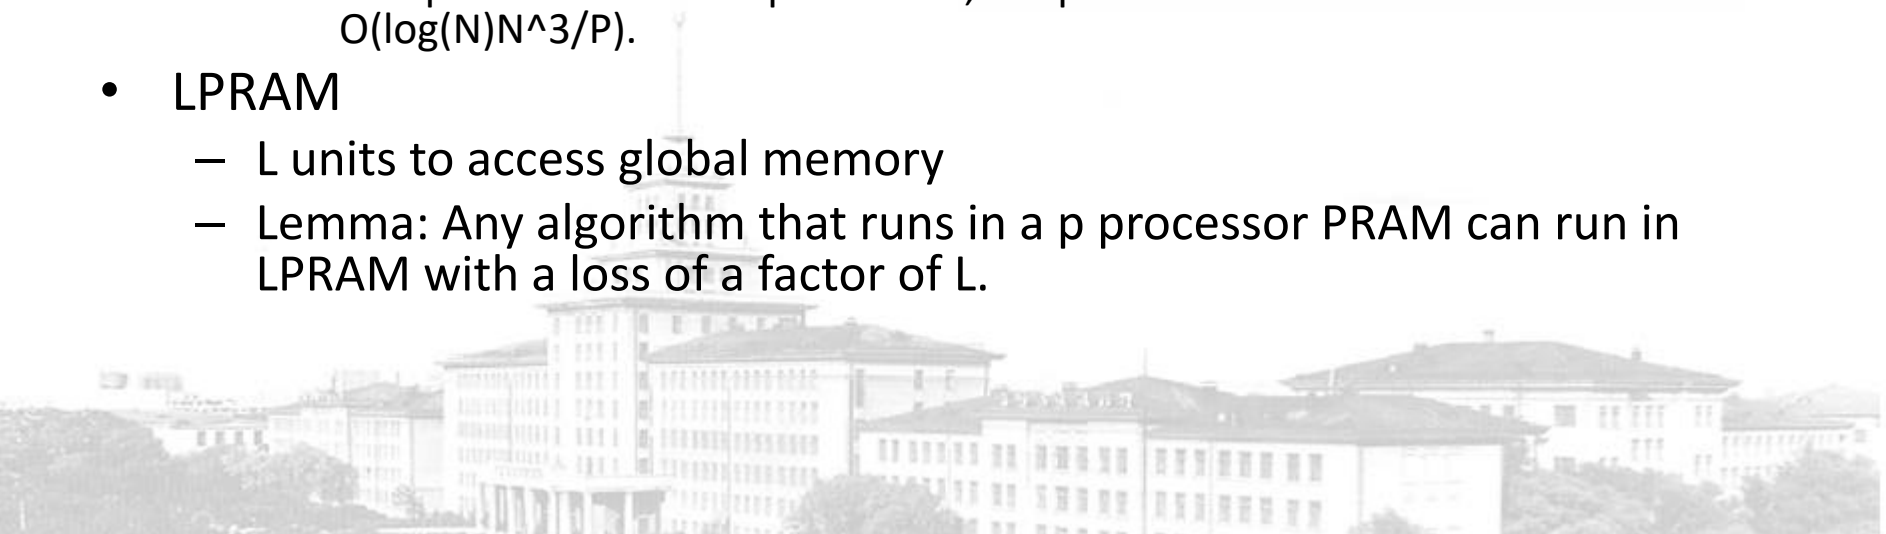 O(log(N)N^3/P).
• LPRAM
– L units to access global memory
– Lemma: Any algorithm that runs in a p processor PRAM can run in
LPRAM with a loss of a factor of L.